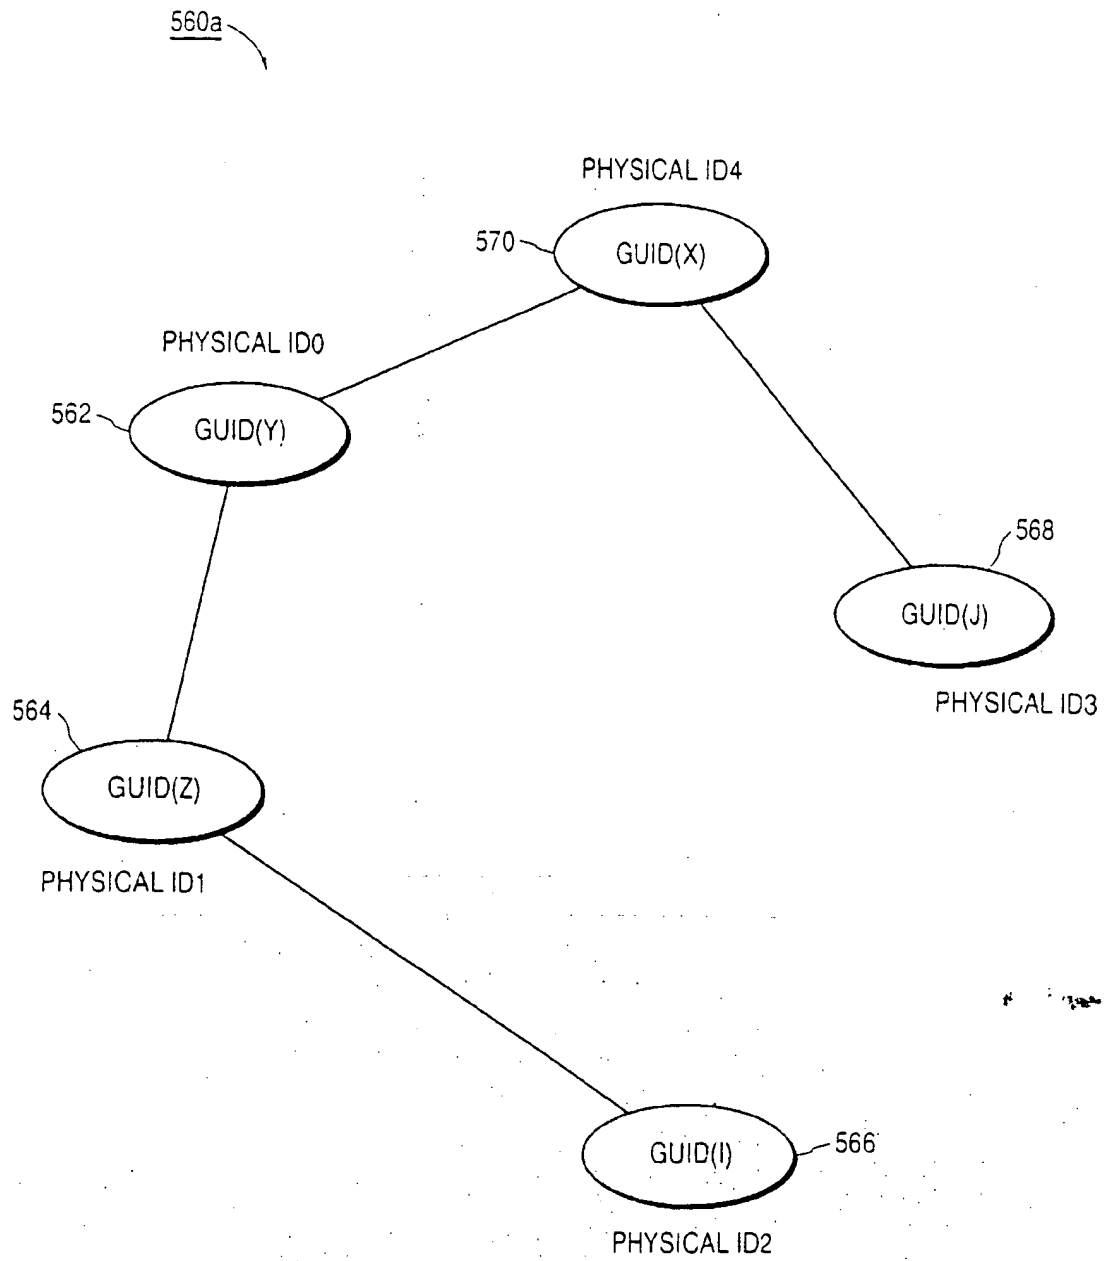 560a
PHYSICAL ID4
570
GUID(X)
PHYSICAL ID0
562
GUID(Y)
568
GUID(J)
PHYSICAL ID3
564
GUID(Z)
PHYSICAL ID1
GUID(I)
566
PHYSICAL ID2